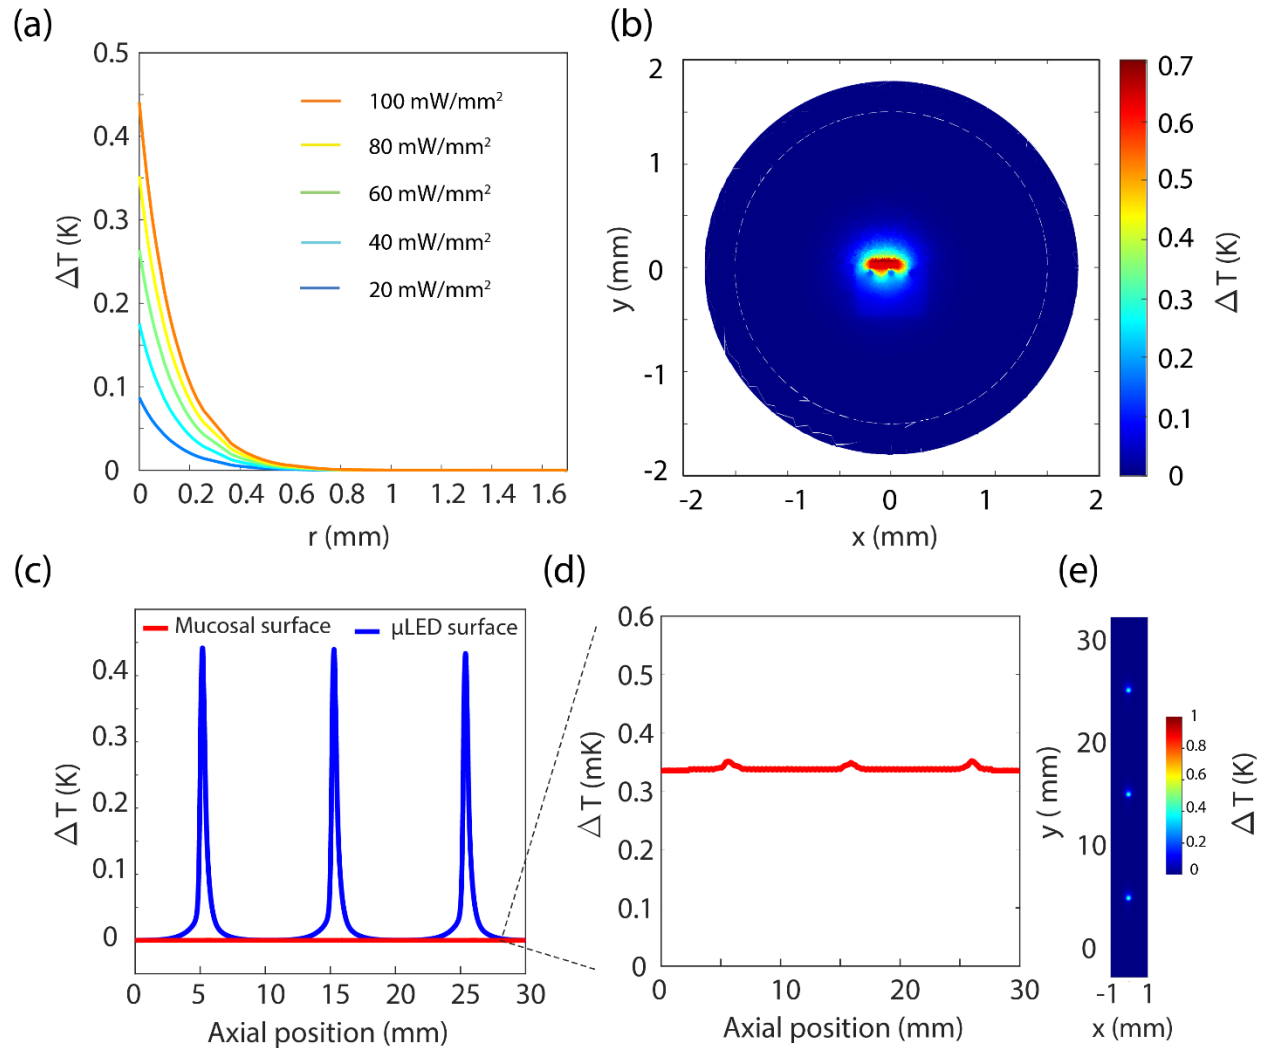 (a)
0.5
0.4
0.3
0.2
0.1
0
ΔT (K)
100 mW/mm²
80 mW/mm²
60 mW/mm²
40 mW/mm²
20 mW/mm²
0 0.2 0.4 0.6 0.8 1 1.2 1.4 1.6
r (mm)
(b)
2
1
0
-1
-2
y (mm)
-2 -1 0 1 2
x (mm)
0.7
0.6
0.5
0.4
0.3
0.2
0.1
0
ΔT (K)
(c)
Mucosal surface μLED surface
0.4
0.3
0.2
0.1
0
ΔT (K)
0 5 10 15 20 25 30
Axial position (mm)
(d)
0.6
0.5
0.4
0.3
0.2
0.1
0
ΔT (mK)
0 10 20 30
Axial position (mm)
(e)
30
20
10
0
y ( mm)
-1 1
x (mm)
1
0.8
0.6
0.4
0.2
0
ΔT (K)